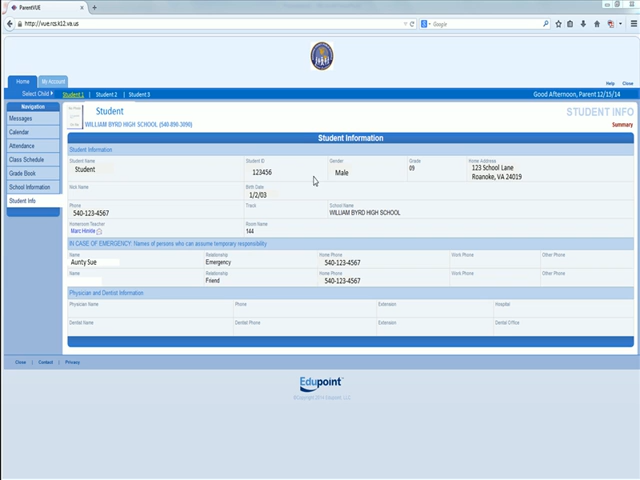 ParentVUE
http://vue.rcs.k12.va.us
Google
Home
My Account
Help
Close
Select Child
Student 1 | Student 2 | Student 3
Good Afternoon, Parent 12/15/14
Navigation
Messages
Calendar
Attendance
Class Schedule
Grade Book
School Information
Student Info
Student
WILLIAM BYRD HIGH SCHOOL (540-890-3090)
STUDENT INFO
Summary
Student Information
Student Information
Student Name Student ID Gender Grade Home Address
Student 123456 Male 09 123 School Lane
Roanoke, VA 24019
Nick Name Birth Date
1/2/03
Phone Track School Name
540-123-4567 WILLIAM BYRD HIGH SCHOOL
Homeroom Teacher Room Name
144
IN CASE OF EMERGENCY: Names of persons who can assume temporary responsibility
Name Relationship Home Phone Work Phone Other Phone
Aunty Sue Emergency 540-123-4567
Name Relationship Home Phone Work Phone Other Phone
Friend 540-123-4567
Physician and Dentist Information
Physician Name Phone Extension Hospital
Dentist Name Dentist Phone Extension Dental Office
Close | Contact | Privacy
Edupoint